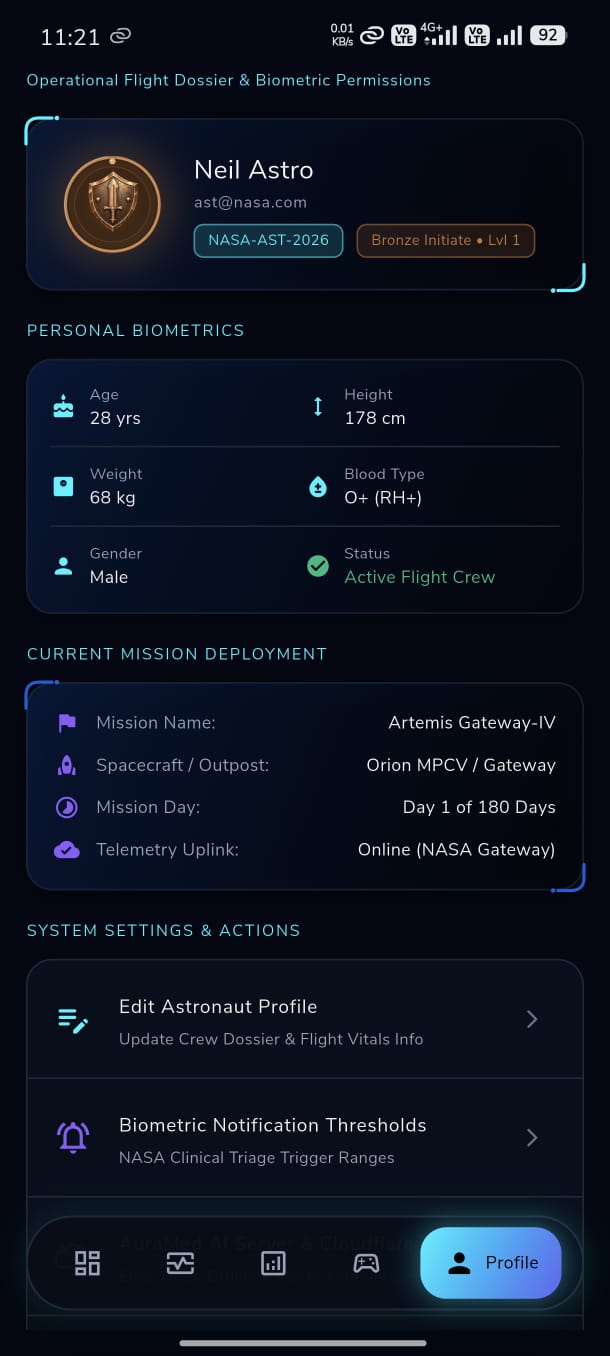 11:21
0.01
KB/s
Vo
LTE
4G+
Vo
LTE
92
Operational Flight Dossier & Biometric Permissions
Neil Astro
ast@nasa.com
NASA-AST-2026
Bronze Initiate • Lvl 1
PERSONAL BIOMETRICS
Age
28 yrs
Height
178 cm
Weight
68 kg
Blood Type
O+ (RH+)
Gender
Male
Status
Active Flight Crew
CURRENT MISSION DEPLOYMENT
Mission Name: Artemis Gateway-IV
Spacecraft / Outpost: Orion MPCV / Gateway
Mission Day: Day 1 of 180 Days
Telemetry Uplink: Online (NASA Gateway)
SYSTEM SETTINGS & ACTIONS
Edit Astronaut Profile
Update Crew Dossier & Flight Vitals Info
Biometric Notification Thresholds
NASA Clinical Triage Trigger Ranges
AuraMed AI Server & Cloudflare
Profile